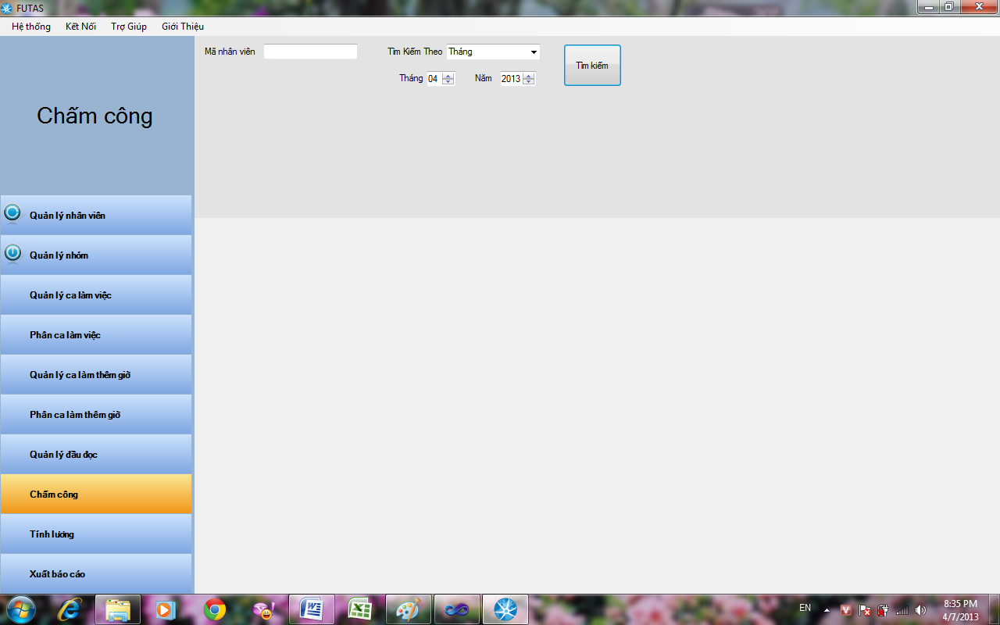 FUTAS
Hệ thống Kết Nối Trợ Giúp Giới Thiệu
Mã nhân viên Tìm Kiếm Theo Tháng Tìm kiếm
Tháng 04 Năm 2013
Chấm công
Quản lý nhân viên
Quản lý nhóm
Quản lý ca làm việc
Phân ca làm việc
Quản lý ca làm thêm giờ
Phân ca làm thêm giờ
Quản lý đầu đọc
Chấm công
Tính lương
Xuất báo cáo
EN 8:35 PM
4/7/2013